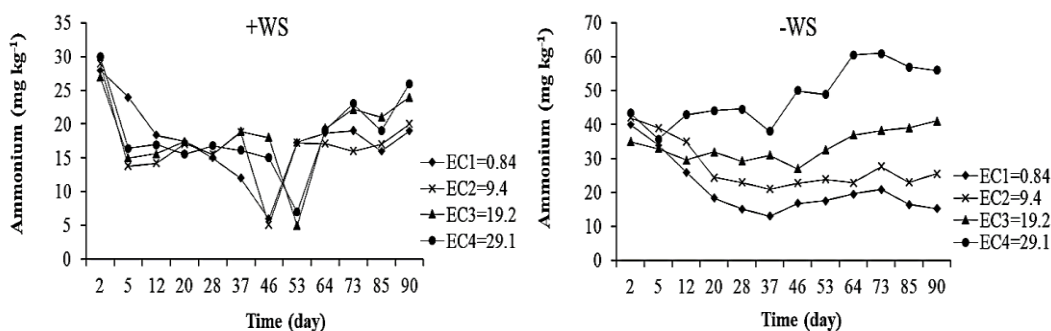 +WS
Ammonium (mg kg⁻¹)
35
30
25
20
15
10
5
0
2 5 12 20 28 37 46 53 64 73 85 90
Time (day)
EC1=0.84
EC2=9.4
EC3=19.2
EC4=29.1
-WS
Ammonium (mg kg⁻¹)
70
60
50
40
30
20
10
0
2 5 12 20 28 37 46 53 64 73 85 90
Time (day)
EC1=0.84
EC2=9.4
EC3=19.2
EC4=29.1